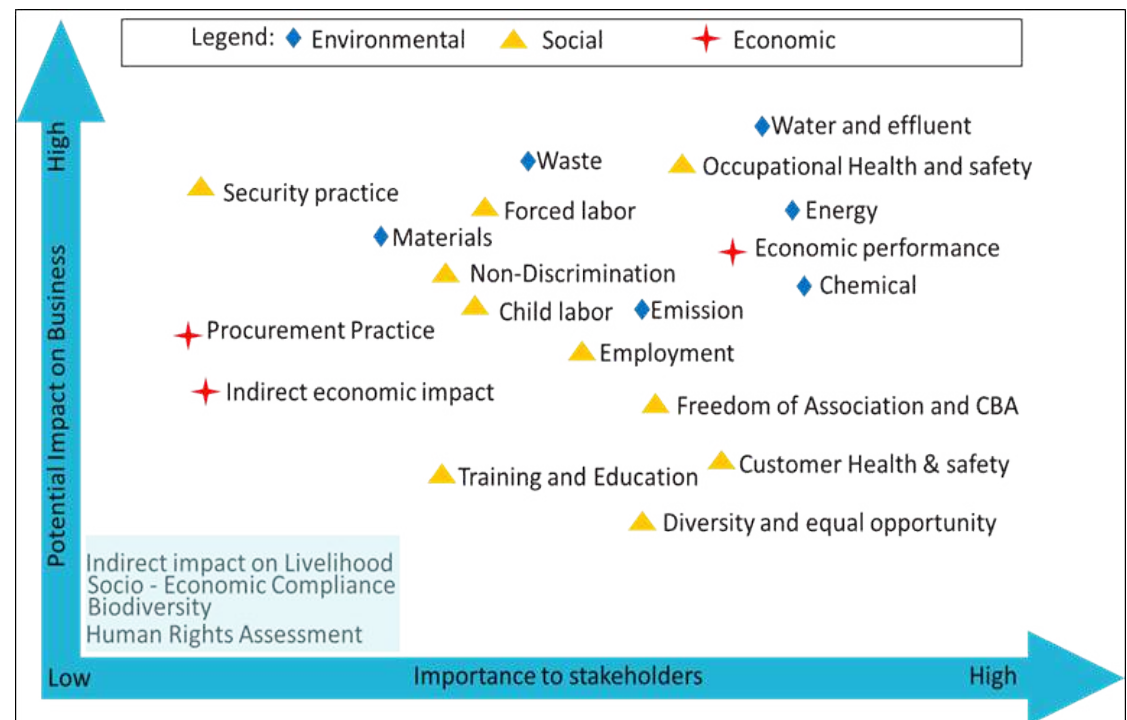 Legend: Environmental Social Economic
High
Potential Impact on Business
Water and effluent
Waste
Occupational Health and safety
Security practice
Forced labor
Energy
Materials
Economic performance
Non-Discrimination
Chemical
Child labor
Emission
Procurement Practice
Employment
Indirect economic impact
Freedom of Association and CBA
Customer Health & safety
Training and Education
Diversity and equal opportunity
Indirect impact on Livelihood
Socio - Economic Compliance
Biodiversity
Human Rights Assessment
Low
Importance to stakeholders
High